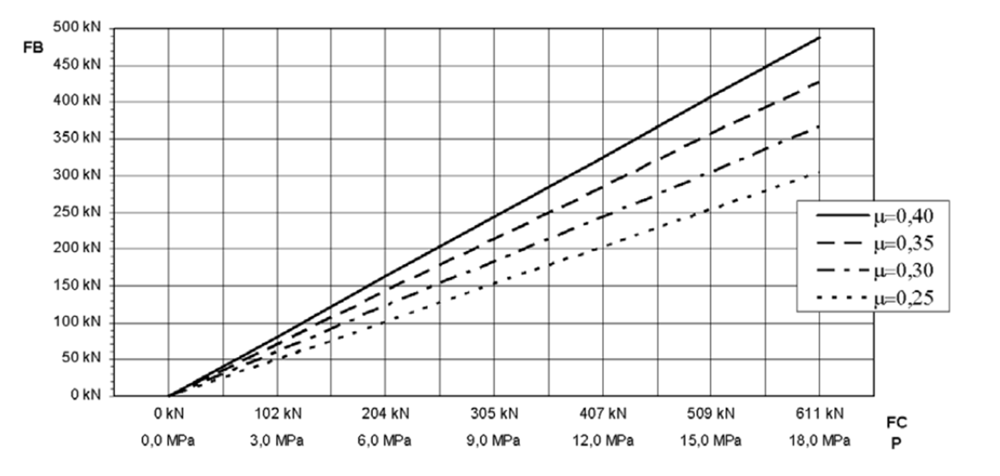 500 kN
FB
450 kN
400 kN
350 kN
300 kN
250 kN
200 kN
150 kN
100 kN
50 kN
0 kN
μ=0,40
μ=0,35
μ=0,30
μ=0,25
0 kN 102 kN 204 kN 305 kN 407 kN 509 kN 611 kN FC
0,0 MPa 3,0 MPa 6,0 MPa 9,0 MPa 12,0 MPa 15,0 MPa 18,0 MPa P